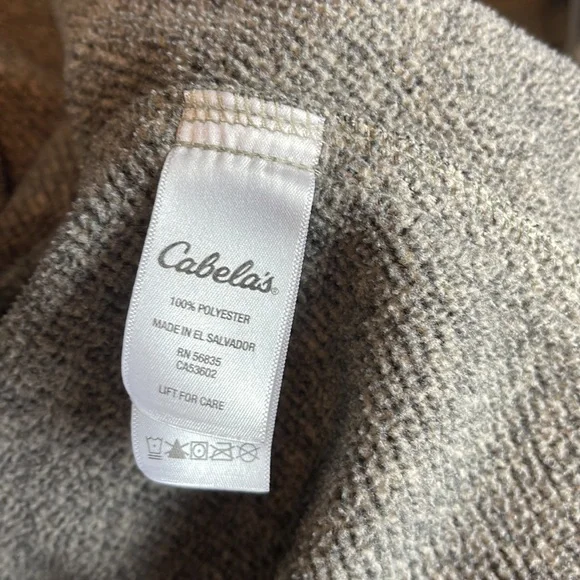 Cabela's®
100% POLYESTER
MADE IN EL SALVADOR
RN 56835
CA53602
LIFT FOR CARE